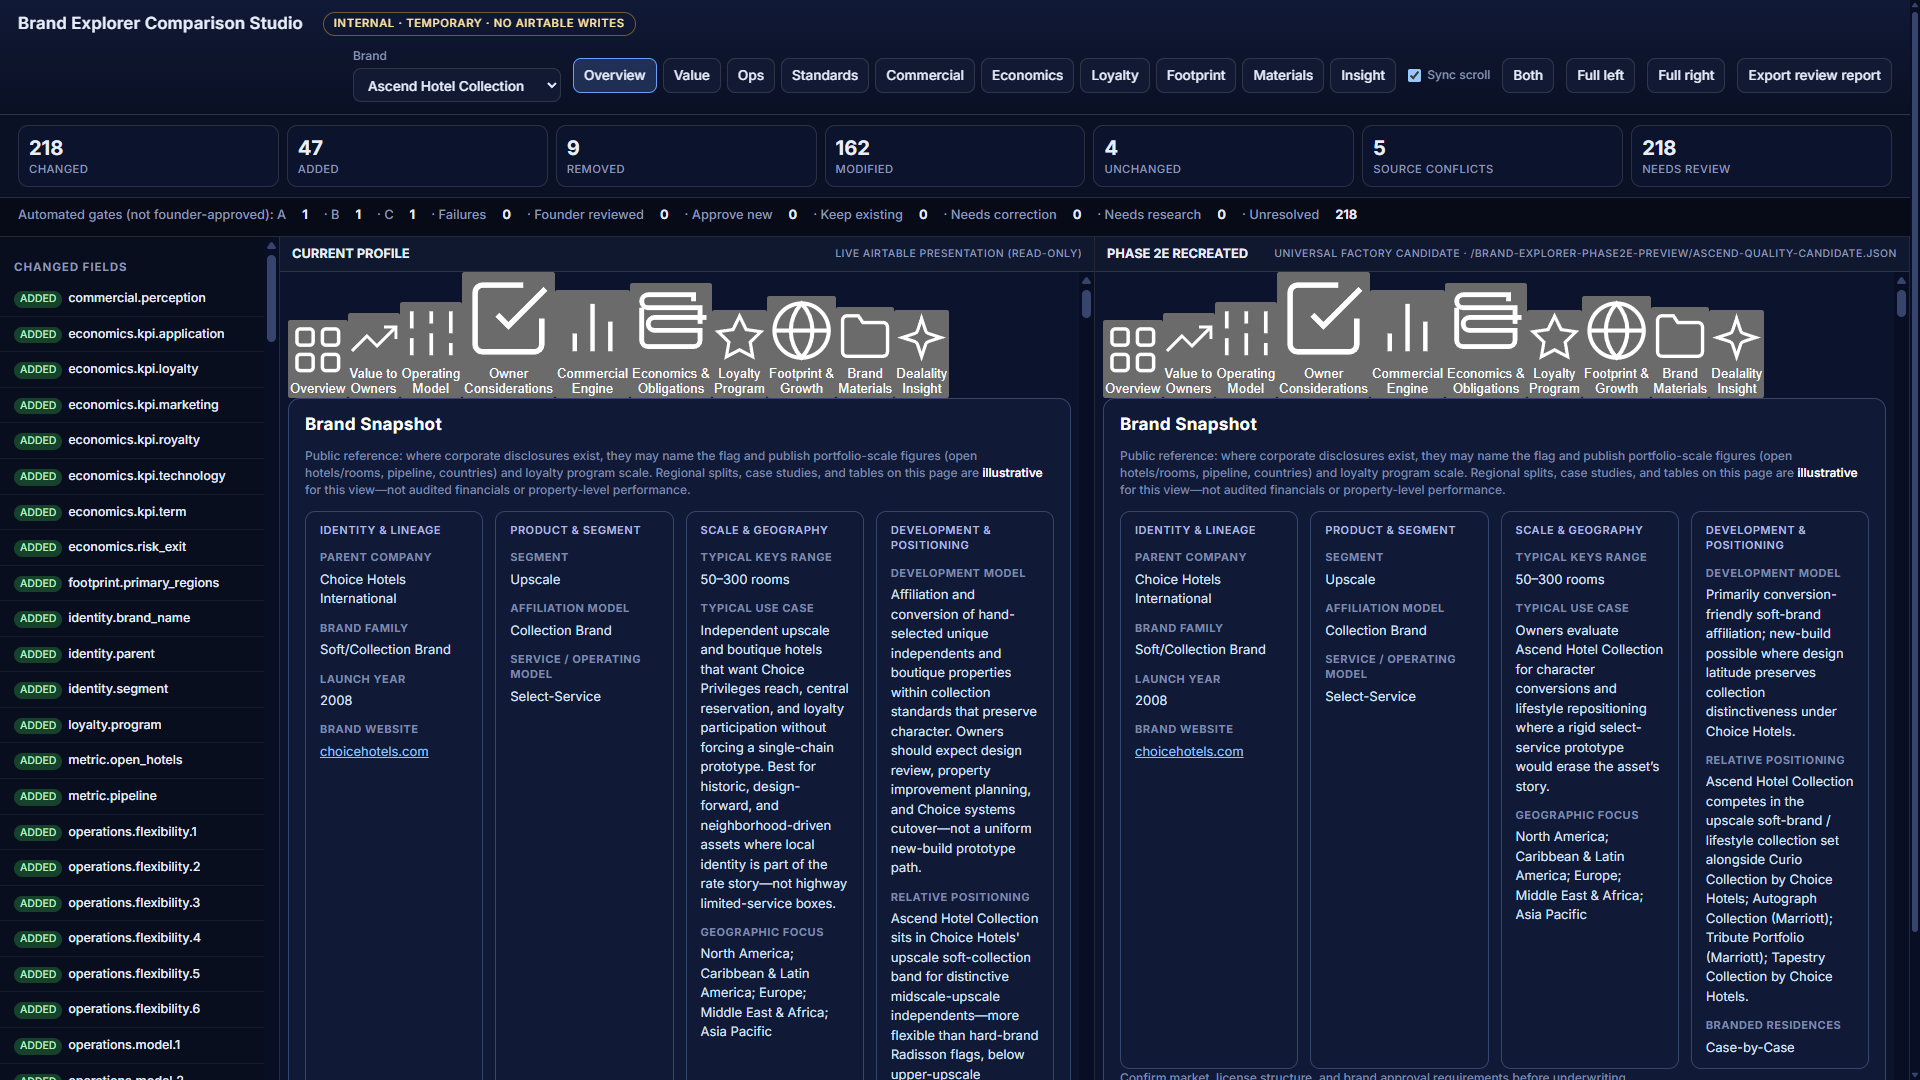 Brand Explorer Comparison Studio
INTERNAL · TEMPORARY · NO AIRTABLE WRITES
Brand
Ascend Hotel Collection
Overview
Value
Ops
Standards
Commercial
Economics
Loyalty
Footprint
Materials
Insight
Sync scroll
Both
Full left
Full right
Export review report
218
CHANGED
47
ADDED
9
REMOVED
162
MODIFIED
4
UNCHANGED
5
SOURCE CONFLICTS
218
NEEDS REVIEW
Automated gates (not founder-approved): A 1 · B 1 · C 1 · Failures 0 · Founder reviewed 0 · Approve new 0 · Keep existing 0 · Needs correction 0 · Needs research 0 · Unresolved 218
CHANGED FIELDS
ADDED commercial.perception
ADDED economics.kpi.application
ADDED economics.kpi.loyalty
ADDED economics.kpi.marketing
ADDED economics.kpi.royalty
ADDED economics.kpi.technology
ADDED economics.kpi.term
ADDED economics.risk_exit
ADDED footprint.primary_regions
ADDED identity.brand_name
ADDED identity.parent
ADDED identity.segment
ADDED loyalty.program
ADDED metric.open_hotels
ADDED metric.pipeline
ADDED operations.flexibility.1
ADDED operations.flexibility.2
ADDED operations.flexibility.3
ADDED operations.flexibility.4
ADDED operations.flexibility.5
ADDED operations.flexibility.6
ADDED operations.model.1
ADDED operations.model.2
CURRENT PROFILE
LIVE AIRTABLE PRESENTATION (READ-ONLY)
Overview
Value to
Owners
Operating
Model
Owner
Considerations
Commercial
Engine
Economics &
Obligations
Loyalty
Program
Footprint &
Growth
Brand
Materials
Dealality
Insight
Brand Snapshot
Public reference: where corporate disclosures exist, they may name the flag and publish portfolio-scale figures (open
hotels/rooms, pipeline, countries) and loyalty program scale. Regional splits, case studies, and tables on this page are illustrative
for this view—not audited financials or property-level performance.
IDENTITY & LINEAGE
PARENT COMPANY
Choice Hotels
International
BRAND FAMILY
Soft/Collection Brand
LAUNCH YEAR
2008
BRAND WEBSITE
choicehotels.com
PRODUCT & SEGMENT
SEGMENT
Upscale
AFFILIATION MODEL
Collection Brand
SERVICE / OPERATING
MODEL
Select-Service
SCALE & GEOGRAPHY
TYPICAL KEYS RANGE
50–300 rooms
TYPICAL USE CASE
Independent upscale
and boutique hotels
that want Choice
Privileges reach, central
reservation, and loyalty
participation without
forcing a single-chain
prototype. Best for
historic, design-
forward, and
neighborhood-driven
assets where local
identity is part of the
rate story—not highway
limited-service boxes.
GEOGRAPHIC FOCUS
North America;
Caribbean & Latin
America; Europe;
Middle East & Africa;
Asia Pacific
DEVELOPMENT &
POSITIONING
DEVELOPMENT MODEL
Affiliation and
conversion of hand-
selected unique
independents and
boutique properties
within collection
standards that preserve
character. Owners
should expect design
review, property
improvement planning,
and Choice systems
cutover—not a uniform
new-build prototype
path.
RELATIVE POSITIONING
Ascend Hotel Collection
sits in Choice Hotels'
upscale soft-collection
band for distinctive
midscale-upscale
independents—more
flexible than hard-brand
Radisson flags, below
upper-upscale
PHASE 2E RECREATED
UNIVERSAL FACTORY CANDIDATE · /BRAND-EXPLORER-PHASE2E-PREVIEW/ASCEND-QUALITY-CANDIDATE.JSON
Overview
Value to
Owners
Operating
Model
Owner
Considerations
Commercial
Engine
Economics &
Obligations
Loyalty
Program
Footprint &
Growth
Brand
Materials
Dealality
Insight
Brand Snapshot
Public reference: where corporate disclosures exist, they may name the flag and publish portfolio-scale figures (open
hotels/rooms, pipeline, countries) and loyalty program scale. Regional splits, case studies, and tables on this page are illustrative
for this view—not audited financials or property-level performance.
IDENTITY & LINEAGE
PARENT COMPANY
Choice Hotels
International
BRAND FAMILY
Soft/Collection Brand
LAUNCH YEAR
2008
BRAND WEBSITE
choicehotels.com
PRODUCT & SEGMENT
SEGMENT
Upscale
AFFILIATION MODEL
Collection Brand
SERVICE / OPERATING
MODEL
Select-Service
SCALE & GEOGRAPHY
TYPICAL KEYS RANGE
50–300 rooms
TYPICAL USE CASE
Owners evaluate
Ascend Hotel Collection
for character
conversions and
lifestyle repositioning
where a rigid select-
service prototype
would erase the asset's
story.
GEOGRAPHIC FOCUS
North America;
Caribbean & Latin
America; Europe;
Middle East & Africa;
Asia Pacific
DEVELOPMENT &
POSITIONING
DEVELOPMENT MODEL
Primarily conversion-
friendly soft-brand
affiliation; new-build
possible where design
latitude preserves
collection
distinctiveness under
Choice Hotels.
RELATIVE POSITIONING
Ascend Hotel Collection
competes in the
upscale soft-brand /
lifestyle collection set
alongside Curio
Collection by Choice
Hotels; Autograph
Collection (Marriott);
Tribute Portfolio
(Marriott); Tapestry
Collection by Choice
Hotels.
BRANDED RESIDENCES
Case-by-Case
Confirm market, license structure, and brand approval requirements before underwriting.